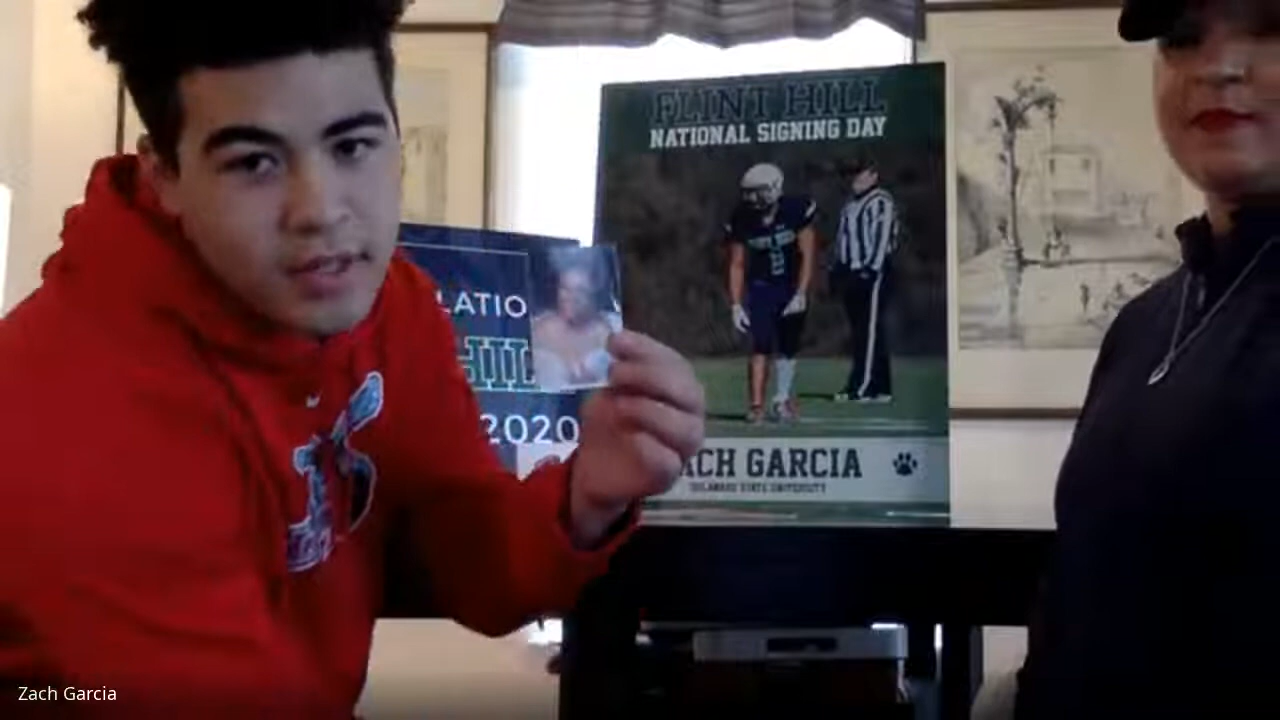 FLINT HILL
NATIONAL SIGNING DAY
LATIO
HIL
2020
ACH GARCIA
DELAWARE STATE UNIVERSITY
Zach Garcia